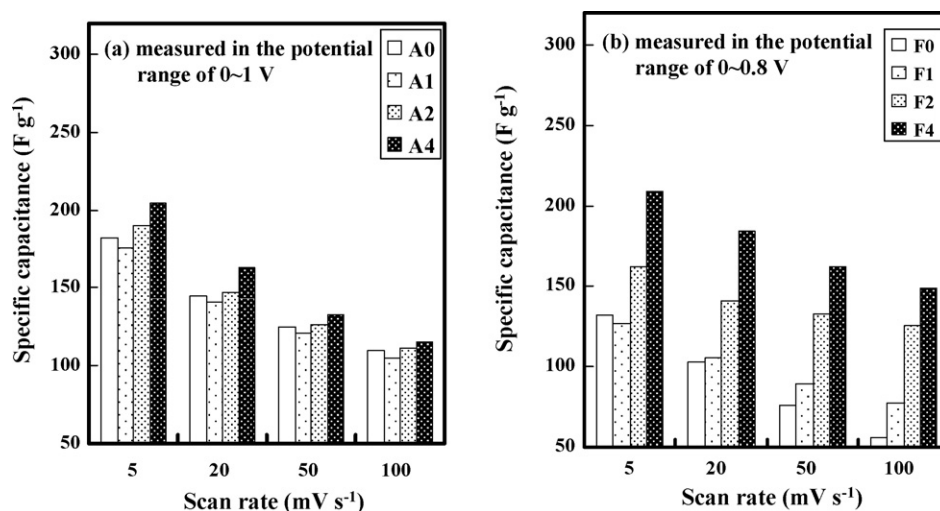 (a) measured in the potential
range of 0~1 V
A0
A1
A2
A4
Specific capacitance (F g⁻¹)
300
250
200
150
100
50
5 20 50 100
Scan rate (mV s⁻¹)
(b) measured in the potential
range of 0~0.8 V
F0
F1
F2
F4
Specific capacitance (F g⁻¹)
300
250
200
150
100
50
5 20 50 100
Scan rate (mV s⁻¹)